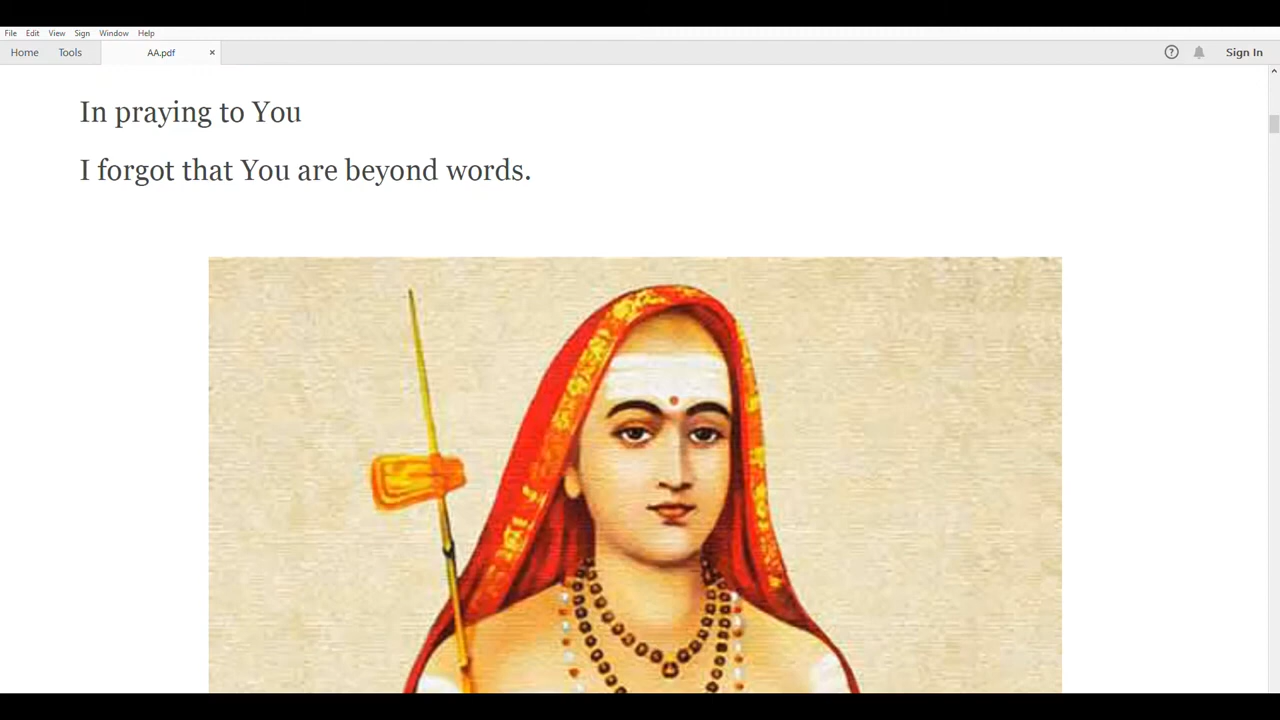 File Edit View Sign Window Help
Home Tools AA.pdf × ? Sign In
In praying to You
I forgot that You are beyond words.